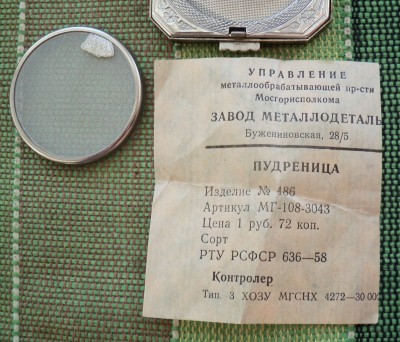 УПРАВЛЕНИЕ
металлообрабатывающей пр-сти
Мосгорисполкома
ЗАВОД МЕТАЛЛОДЕТАЛЬ
Бужениновская, 28/5
ПУДРЕНИЦА
Изделие № 486
Артикул МГ-108-3043
Цена 1 руб. 72 коп.
Сорт
РТУ РСФСР 636—58
Контролер
Тип. 3 ХОЗУ МГСНХ 4272—30 000